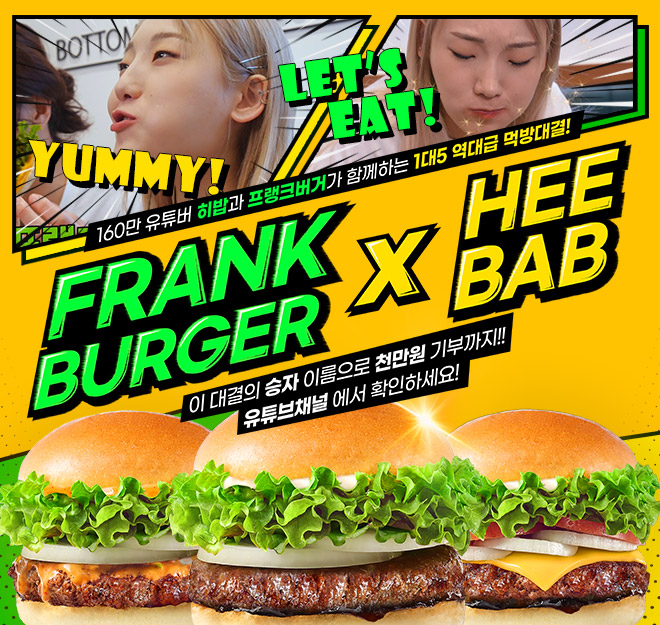 BOTTOM
LET'S
EAT!
YUMMY!
160만 유튜버 히밥과 프랭크버거가 함께하는 1대5 역대급 먹방대결!
FRANK
BURGER
X
HEE
BAB
이 대결의 승자 이름으로 천만원 기부까지!!
유튜브채널 에서 확인하세요!